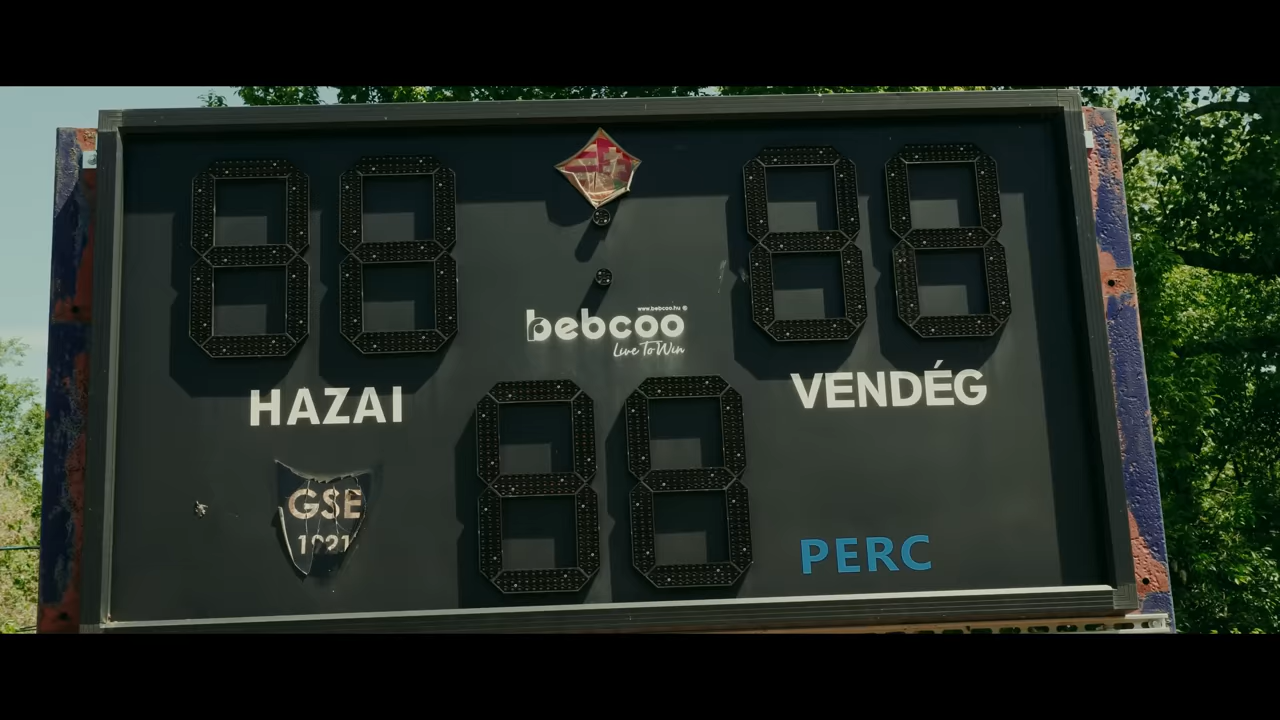 www.bebcoo.hu ®
bebcoo
Live To Win
HAZAI
VENDÉG
GSE
1921
PERC